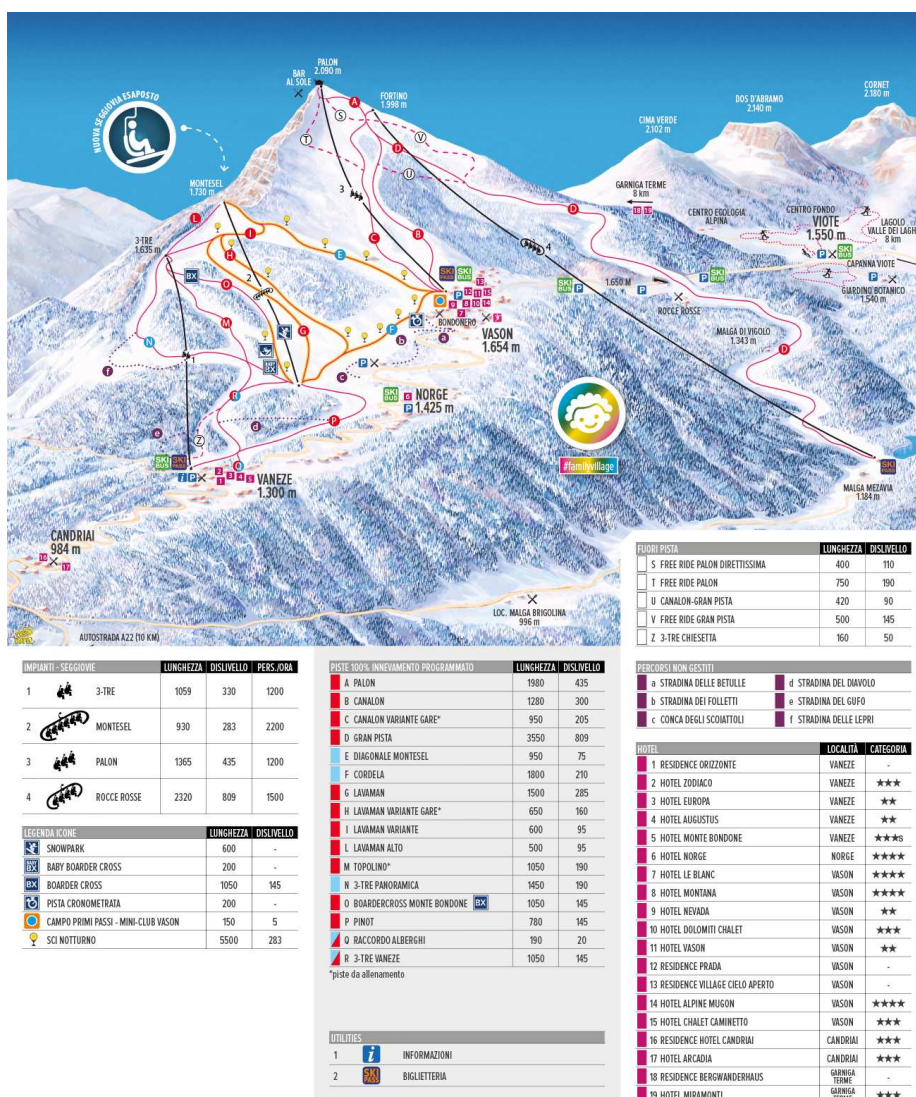 PALON
2.090 m
BAR
AL SOLE
FORTINO
1.998 m
CORNET
2.180 m
DOS D'ABRAMO
2.140 m
CIMA VERDE
2.102 m
NUOVA SEGGIOVIA ESAPOSTO
MONTESEL
1.730 m
GARNIGA TERME
8 km
18 19
CENTRO ECOLOGIA
ALPINA
CENTRO FONDO
VIOTE
1.550 m
LAGOLO
VALLE DEI LAGHI
8 km
CAPANNA VIOTE
GIARDINO BOTANICO
1.540 m
3-TRE
1.635 m
1.650 M
ROCCE ROSSE
MALGA DI VIGOLO
1.343 m
BONDONERO
VASON
1.654 m
NORGE
1.425 m
#familyvillage
VANEZE
1.300 m
MALGA MEZAVIA
1.184 m
CANDRIAI
984 m
LOC. MALGA BRIGOLINA
996 m
AUTOSTRADA A22 (10 KM)
FUORI PISTA LUNGHEZZA DISLIVELLO
S FREE RIDE PALON DIRETTISSIMA 400 110
T FREE RIDE PALON 750 190
U CANALON-GRAN PISTA 420 90
V FREE RIDE GRAN PISTA 500 145
Z 3-TRE CHIESETTA 160 50
PERCORSI NON GESTITI
a STRADINA DELLE BETULLE d STRADINA DEL DIAVOLO
b STRADINA DEI FOLLETTI e STRADINA DEL GUFO
c CONCA DEGLI SCOIATTOLI f STRADINA DELLE LEPRI
IMPIANTI - SEGGIOVIE LUNGHEZZA DISLIVELLO PERS./ORA
1 3-TRE 1059 330 1200
2 MONTESEL 930 283 2200
3 PALON 1365 435 1200
4 ROCCE ROSSE 2320 809 1500
LEGENDA ICONE LUNGHEZZA DISLIVELLO
SNOWPARK 600 -
BABY BX BABY BOARDER CROSS 200 -
BX BOARDER CROSS 1050 145
PISTA CRONOMETRATA 200 -
CAMPO PRIMI PASSI - MINI-CLUB VASON 150 5
SCI NOTTURNO 5500 283
PISTE 100% INNEVAMENTO PROGRAMMATO LUNGHEZZA DISLIVELLO
A PALON 1980 435
B CANALON 1280 300
C CANALON VARIANTE GARE* 950 205
D GRAN PISTA 3550 809
E DIAGONALE MONTESEL 950 75
F CORDELA 1800 210
G LAVAMAN 1500 285
H LAVAMAN VARIANTE GARE* 650 160
I LAVAMAN VARIANTE 600 95
L LAVAMAN ALTO 500 95
M TOPOLINO* 1050 190
N 3-TRE PANORAMICA 1450 190
O BOARDERCROSS MONTE BONDONE BX 1050 145
P PINOT 780 145
Q RACCORDO ALBERGHI 190 20
R 3-TRE VANEZE 1050 145
*piste da allenamento
UTILITIES
1 i INFORMAZIONI
2 SKI PASS BIGLIETTERIA
HOTEL LOCALITÀ CATEGORIA
1 RESIDENCE ORIZZONTE VANEZE -
2 HOTEL ZODIACO VANEZE ★★★
3 HOTEL EUROPA VANEZE ★★
4 HOTEL AUGUSTUS VANEZE ★★
5 HOTEL MONTE BONDONE VANEZE ★★★S
6 HOTEL NORGE NORGE ★★★★
7 HOTEL LE BLANC VASON ★★★★
8 HOTEL MONTANA VASON ★★★★
9 HOTEL NEVADA VASON ★★
10 HOTEL DOLOMITI CHALET VASON ★★★
11 HOTEL VASON VASON ★★
12 RESIDENCE PRADA VASON -
13 RESIDENCE VILLAGE CIELO APERTO VASON -
14 HOTEL ALPINE MUGON VASON ★★★★
15 HOTEL CHALET CAMINETTO VASON ★★★
16 RESIDENCE HOTEL CANDRIAI CANDRIAI ★★★
17 HOTEL ARCADIA CANDRIAI ★★★
18 RESIDENCE BERGWANDERHAUS GARNIGA TERME -
19 HOTEL MIRAMONTI GARNIGA TERME ★★★